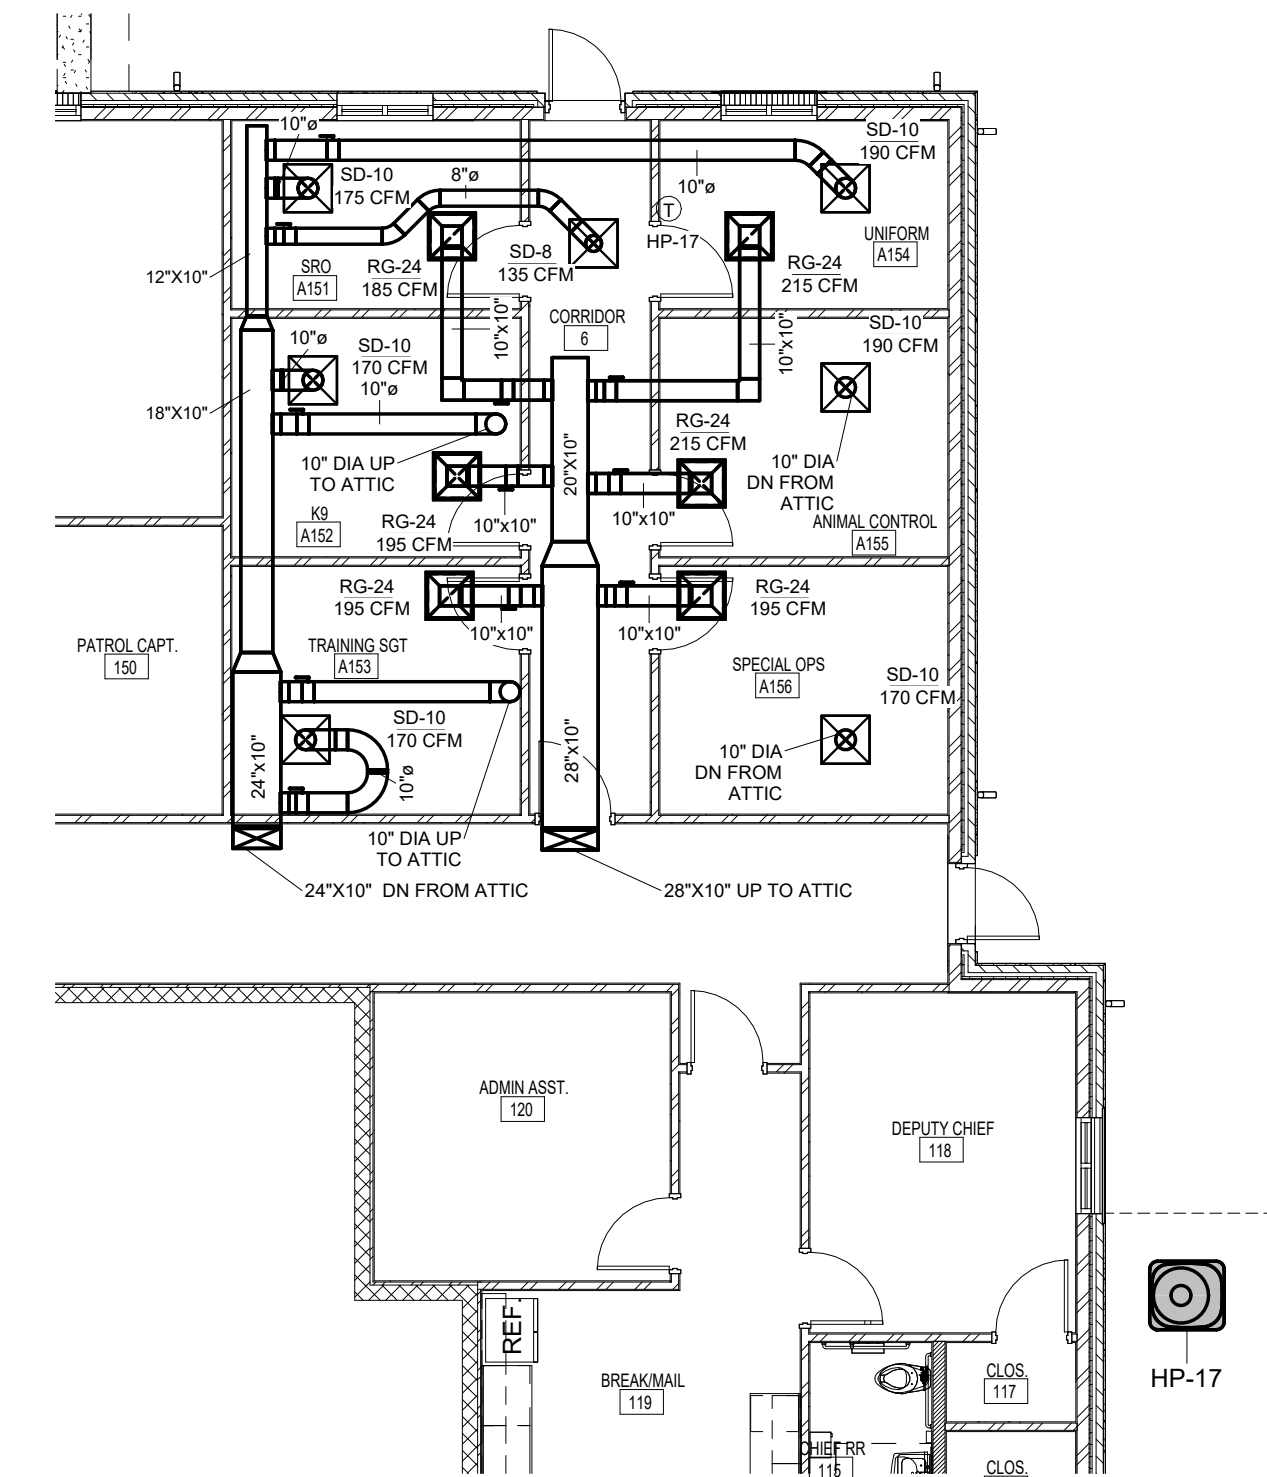 10"ø
SD-10
190 CFM
SD-10
175 CFM
8"ø
10"ø
T
HP-17
UNIFORM
A154
SD-8
135 CFM
SRO
A151
RG-24
185 CFM
RG-24
215 CFM
12"X10"
10"x10"
CORRIDOR
6
10"x10"
SD-10
190 CFM
10"ø
SD-10
170 CFM
10"ø
18"X10"
RG-24
215 CFM
10" DIA UP
TO ATTIC
20"X10"
10" DIA
DN FROM
ATTIC
K9
A152
RG-24
195 CFM
10"x10"
10"x10"
ANIMAL CONTROL
A155
RG-24
195 CFM
RG-24
195 CFM
10"x10"
10"x10"
PATROL CAPT.
150
TRAINING SGT
A153
SPECIAL OPS
A156
SD-10
170 CFM
SD-10
170 CFM
24"x10"
10"ø
28"x10"
10" DIA
DN FROM
ATTIC
10" DIA UP
TO ATTIC
24"X10" DN FROM ATTIC
28"X10" UP TO ATTIC
ADMIN ASST.
120
DEPUTY CHIEF
118
REF
BREAK/MAIL
119
CLOS.
117
HP-17
CHIEF RR
115
CLOS.